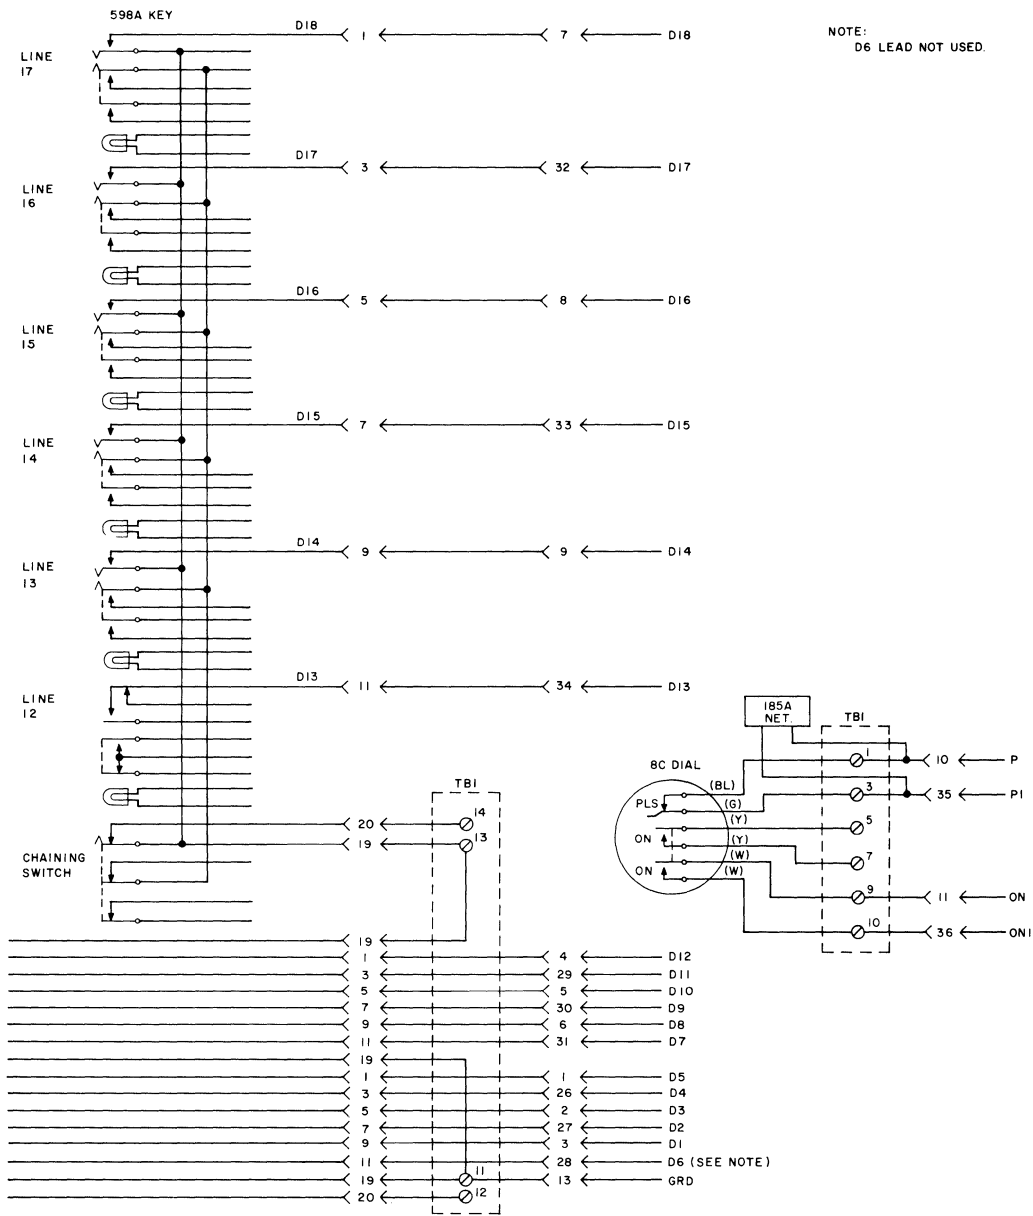 598A KEY
NOTE:
D6 LEAD NOT USED.
LINE
17
D18 1 7 D18
LINE
16
D17 3 32 D17
LINE
15
D16 5 8 D16
LINE
14
D15 7 33 D15
LINE
13
D14 9 9 D14
LINE
12
D13 11 34 D13
CHAINING
SWITCH
TB1
20 14
19 13
185A
NET.
TB1
8C DIAL
PLS
ON
ON
(BL) 1 10 P
(G) 3 35 P1
(Y) 5
(Y) 7
(W) 9 11 ON
(W) 10 36 ON1
19
1 4 D12
3 29 D11
5 5 D10
7 30 D9
9 6 D8
11 31 D7
19
1 1 D5
3 26 D4
5 2 D3
7 27 D2
9 3 D1
11 28 D6 (SEE NOTE)
19 11 13 GRD
20 12